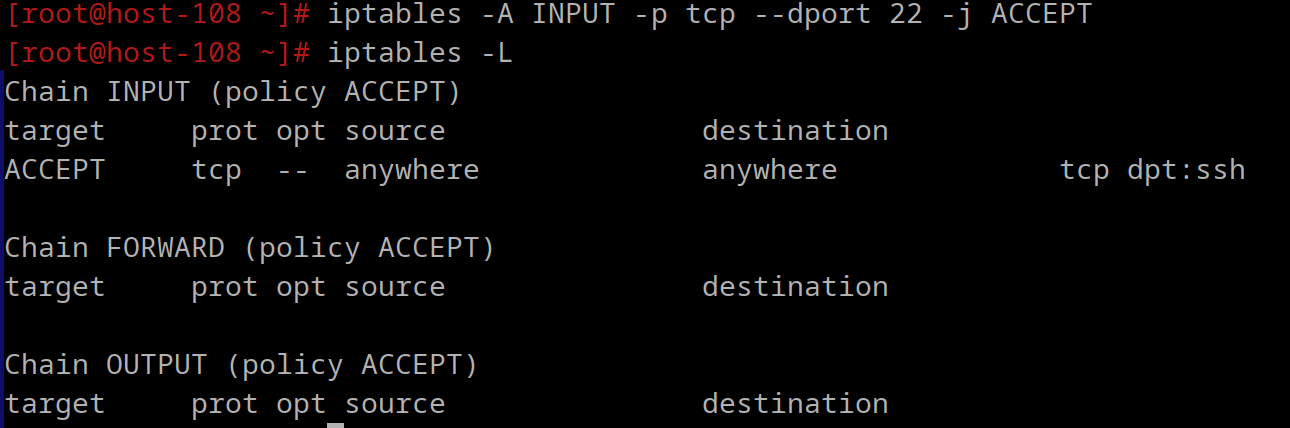 [root@host-108 ~]# iptables -A INPUT -p tcp --dport 22 -j ACCEPT
[root@host-108 ~]# iptables -L
Chain INPUT (policy ACCEPT)
target     prot opt source               destination
ACCEPT     tcp  --  anywhere             anywhere             tcp dpt:ssh

Chain FORWARD (policy ACCEPT)
target     prot opt source               destination

Chain OUTPUT (policy ACCEPT)
target     prot opt source               destination